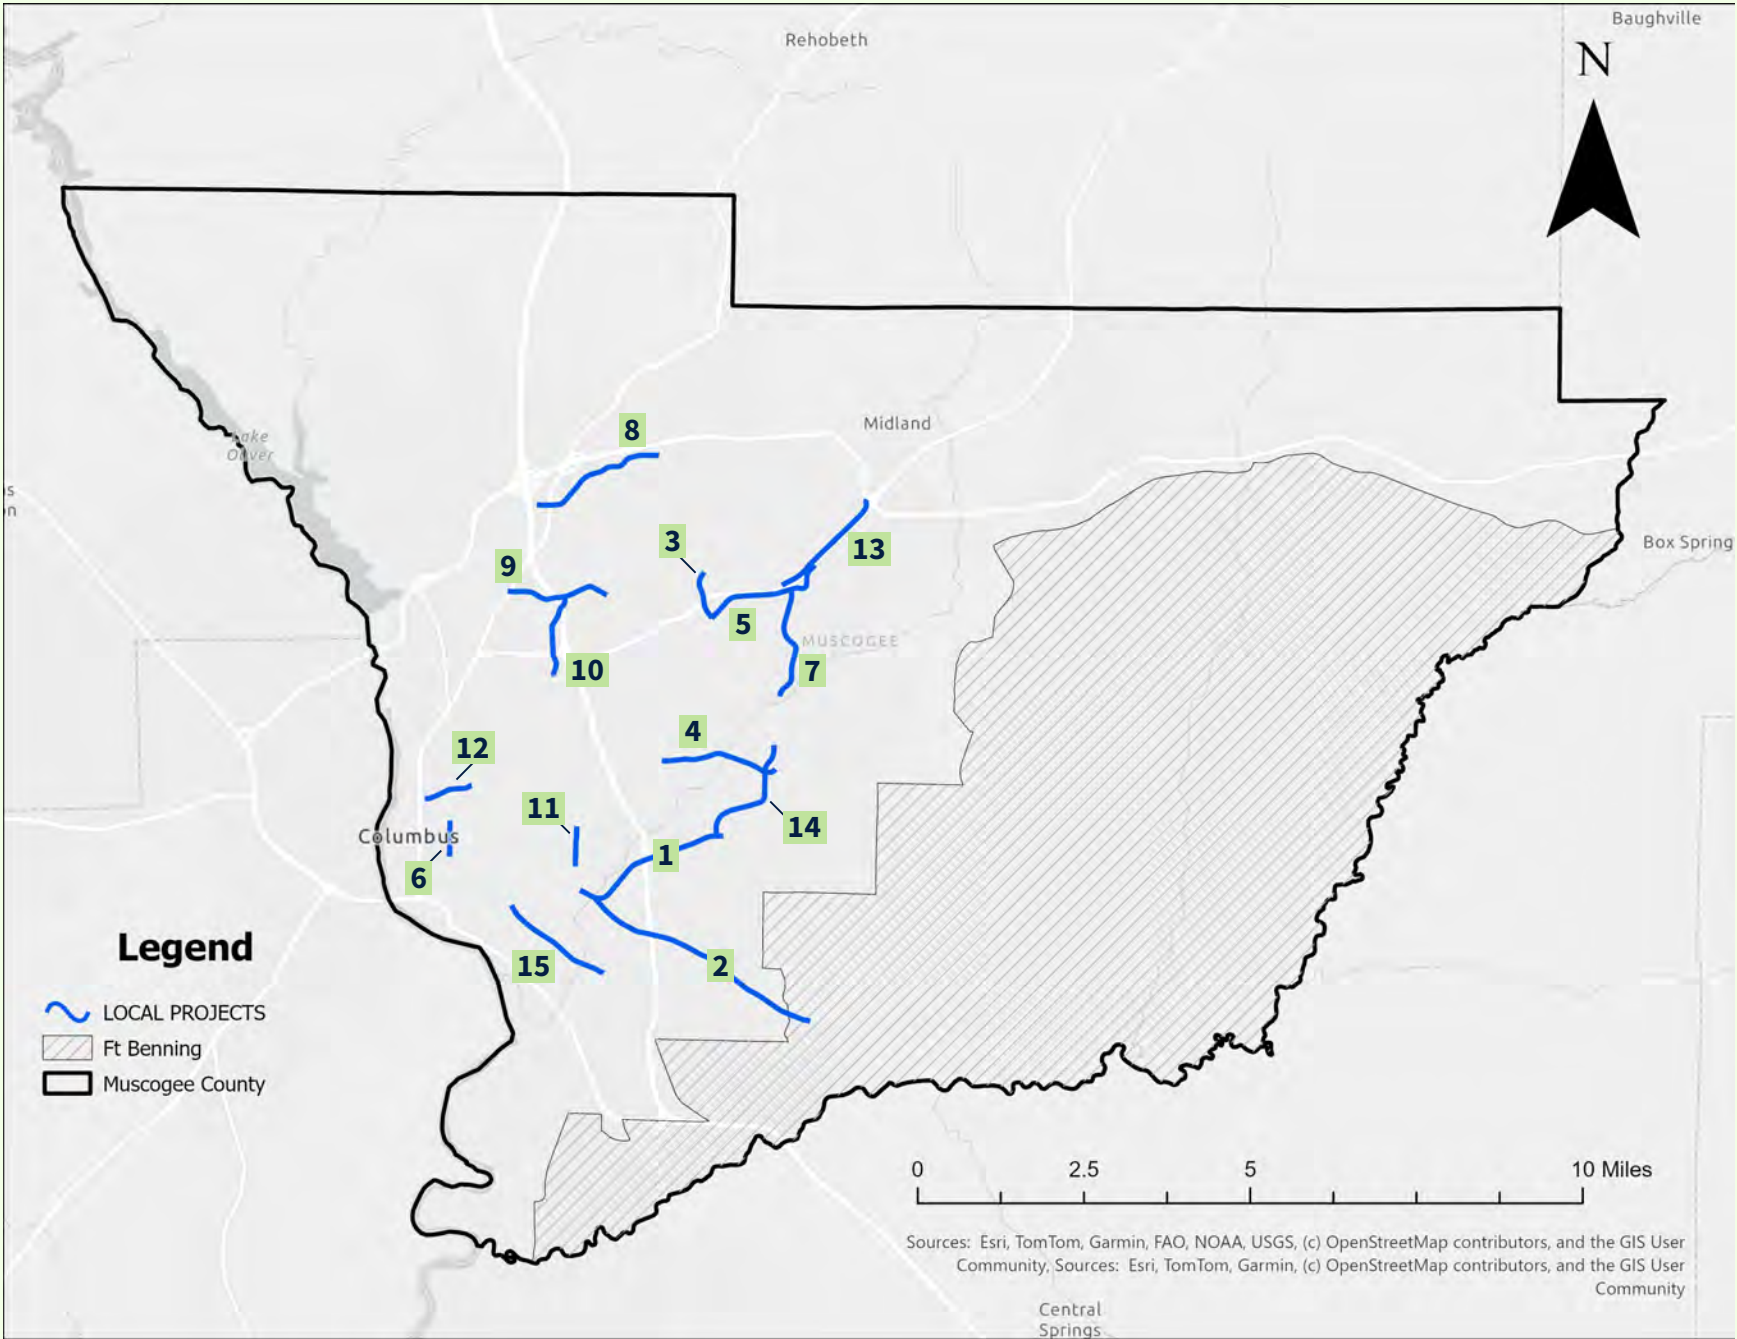 Baughville
Rehobeth
N
Midland
8
Lake
Oliver
is
n
3
13
9
Box Spring
5
MUSCOGEE
10
7
4
12
11
14
Columbus
1
6
Legend
15
2
LOCAL PROJECTS
Ft Benning
Muscogee County
0 2.5 5 10 Miles
Sources: Esri, TomTom, Garmin, FAO, NOAA, USGS, (c) OpenStreetMap contributors, and the GIS User
Community, Sources: Esri, TomTom, Garmin, (c) OpenStreetMap contributors, and the GIS User
Community
Central
Springs